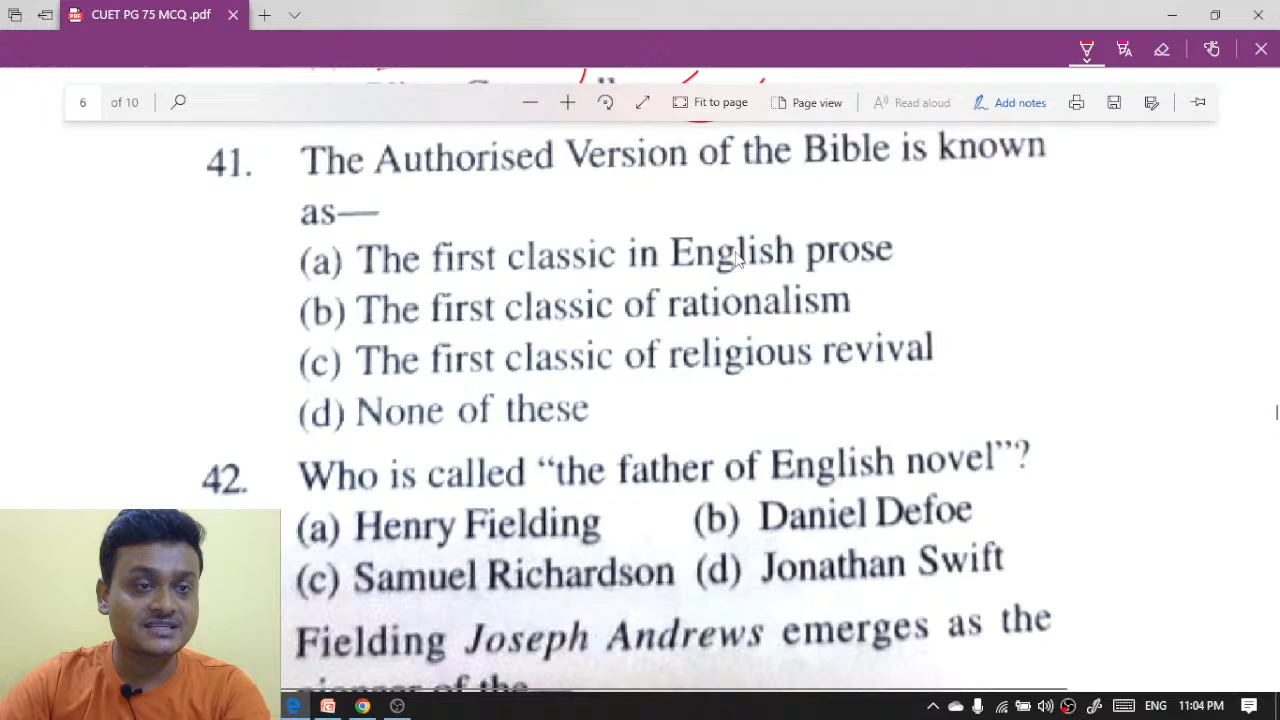 CUET PG 75 MCQ .pdf
6 of 10
Fit to page
Page view
Read aloud
Add notes
41. The Authorised Version of the Bible is known
as—
(a) The first classic in English prose
(b) The first classic of rationalism
(c) The first classic of religious revival
(d) None of these
42. Who is called “the father of English novel”?
(a) Henry Fielding (b) Daniel Defoe
(c) Samuel Richardson (d) Jonathan Swift
Fielding Joseph Andrews emerges as the
of the
ENG 11:04 PM